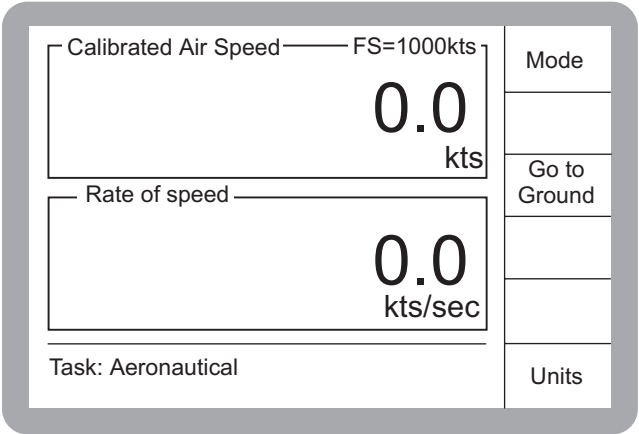 Calibrated Air Speed FS=1000kts
0.0
kts
Rate of speed
0.0
kts/sec
Task: Aeronautical
Mode
Go to
Ground
Units